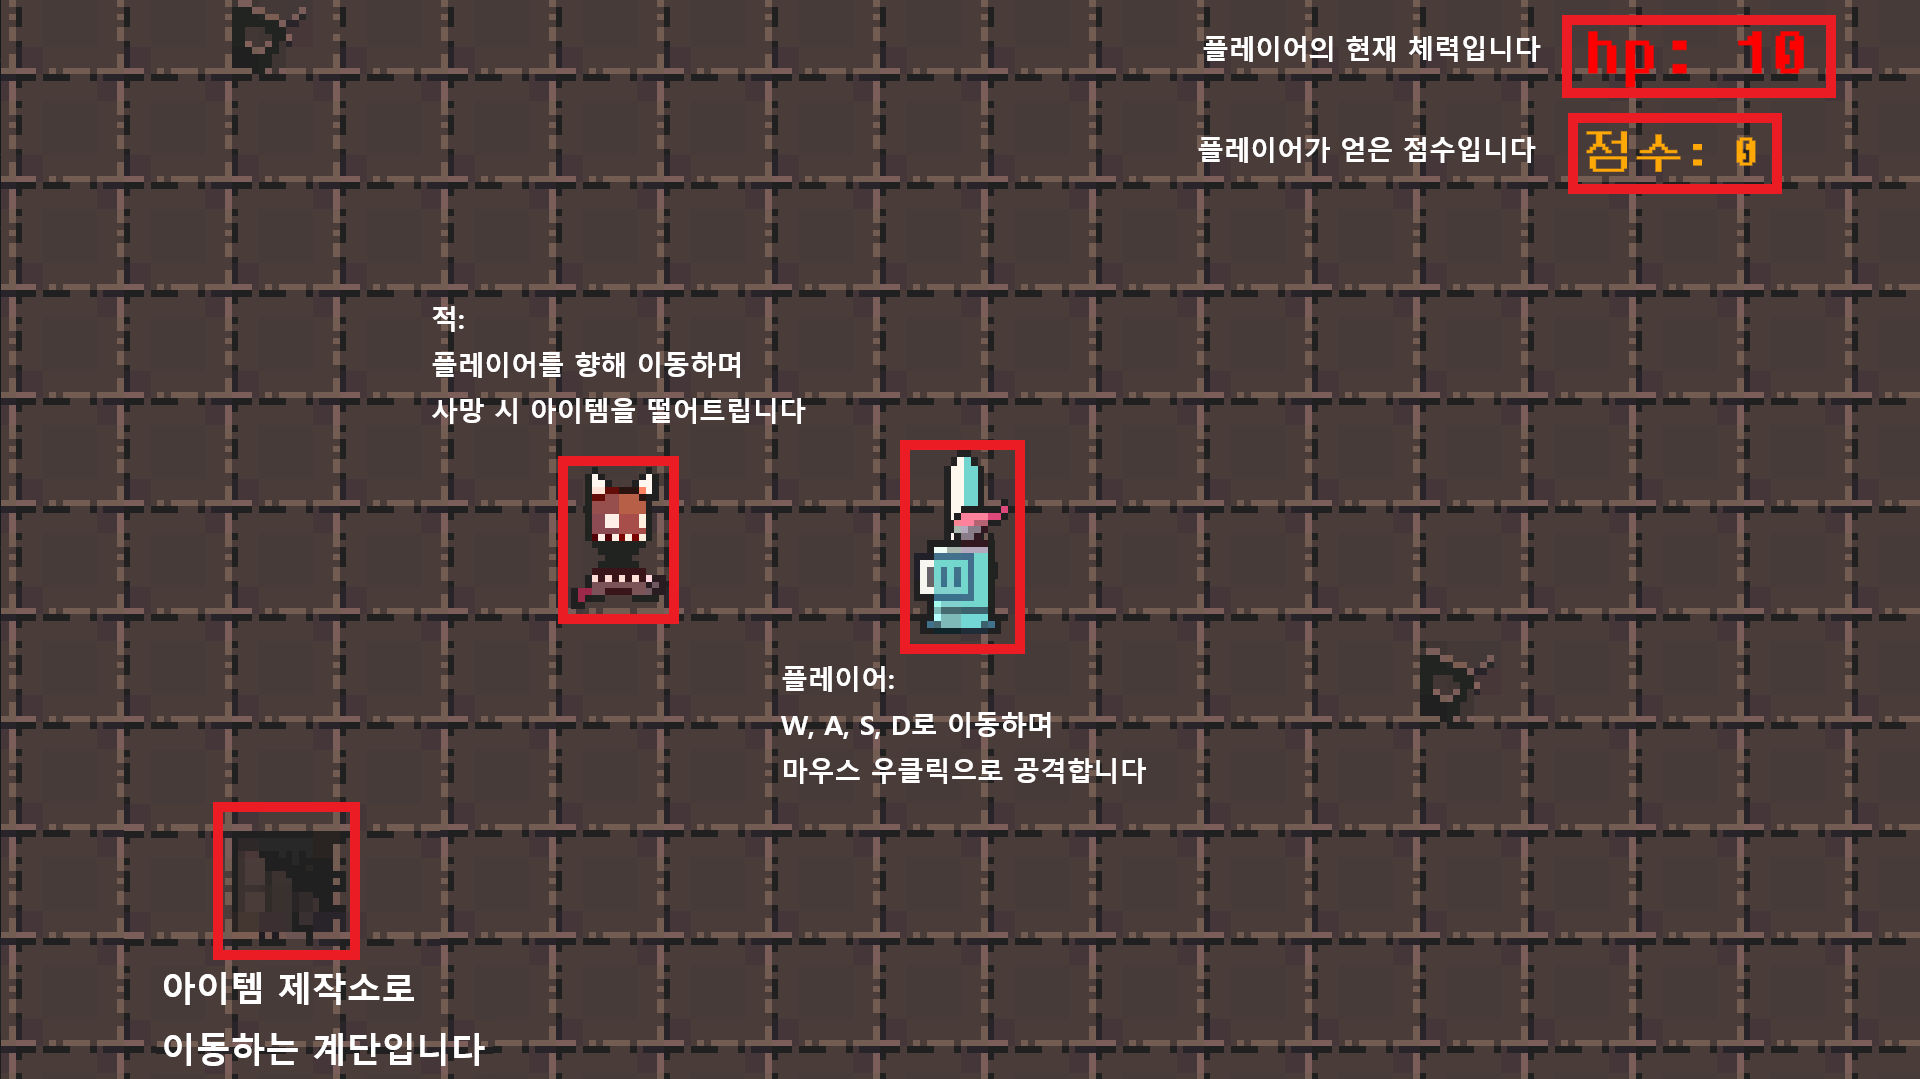 플레이어의 현재 체력입니다
hp: 10
플레이어가 얻은 점수입니다
점수: 0
적:
플레이어를 향해 이동하며
사망 시 아이템을 떨어트립니다
플레이어:
W, A, S, D로 이동하며
마우스 우클릭으로 공격합니다
아이템 제작소로
이동하는 계단입니다